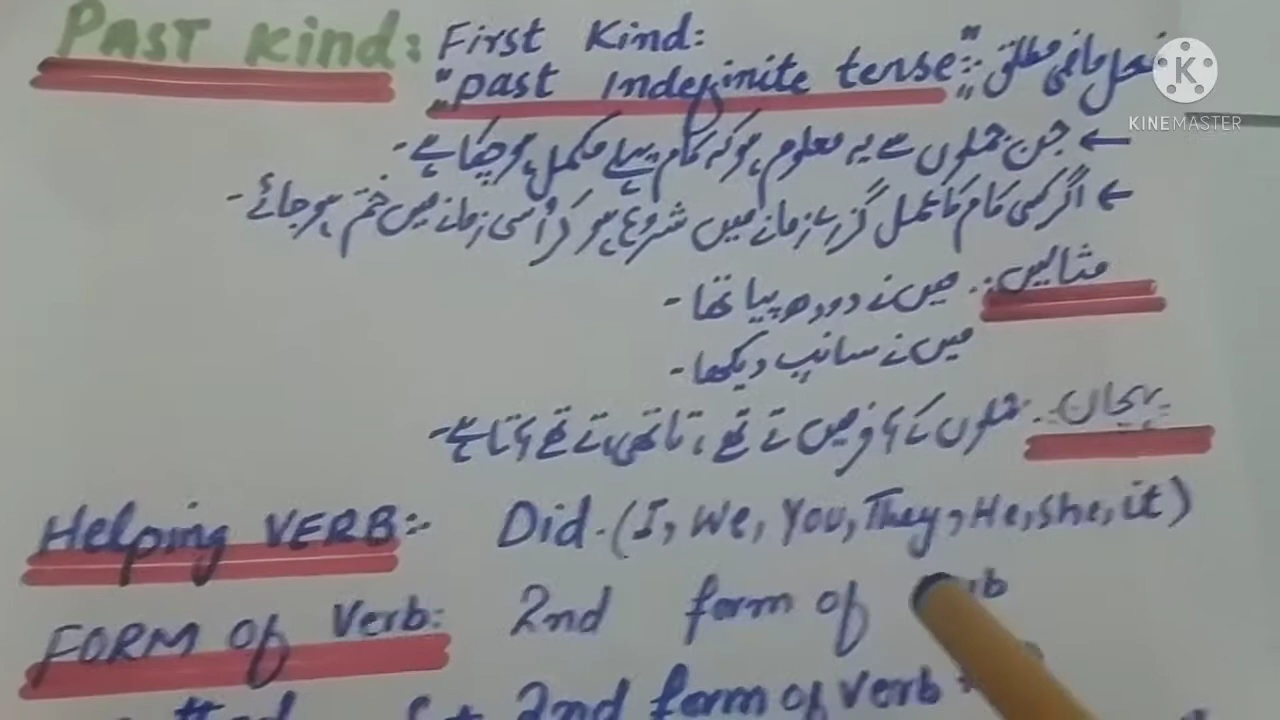 PAST Kind: First Kind:
"Past Indefinite tense": فعل ماضی مطلق
KINEMASTER
← جن جملوں سے یہ معلوم ہو کہ کام پہلے مکمل ہو چکا ہے -
← اگر کسی کام کا عمل گزرے زمانے میں شروع ہو کر اُسی زمانے میں ختم ہو جائے -
مثالیں:۔ میں نے دودھ پیا تھا -
میں نے سانپ دیکھا -
پہچان:۔ جملوں کے آخر میں تے تھے، تا تھی، تے تھے آتا ہے -
Helping VERB:- Did. (I, We, You, They, He, she, it)
FORM of Verb: 2nd form of
2nd form of verb +